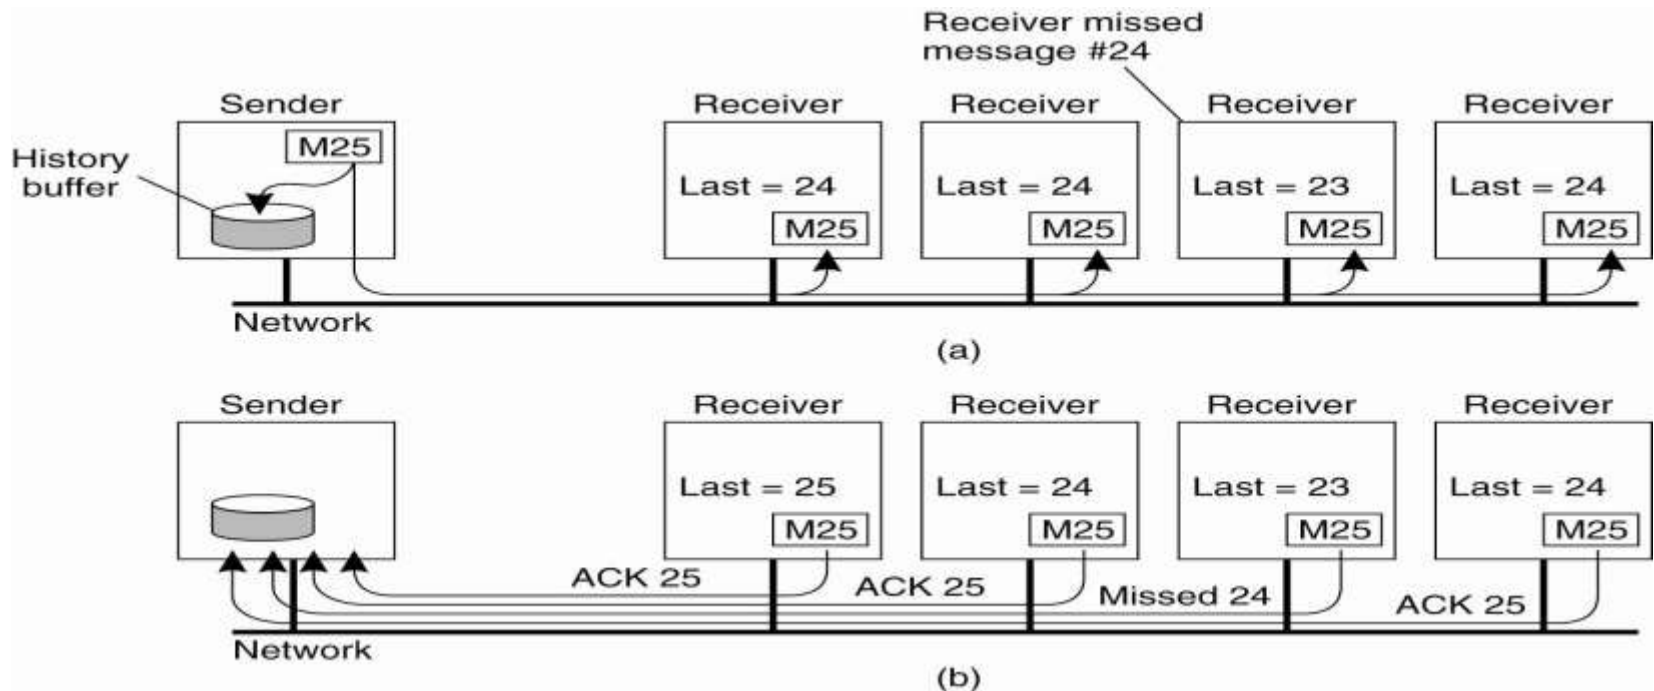 Receiver missed
message #24
Sender
Receiver
Receiver
Receiver
Receiver
History
buffer
M25
Last = 24
Last = 24
Last = 23
Last = 24
M25
M25
M25
M25
Network
(a)
Sender
Receiver
Receiver
Receiver
Receiver
Last = 25
Last = 24
Last = 23
Last = 24
M25
M25
M25
M25
ACK 25
ACK 25
Missed 24
ACK 25
Network
(b)